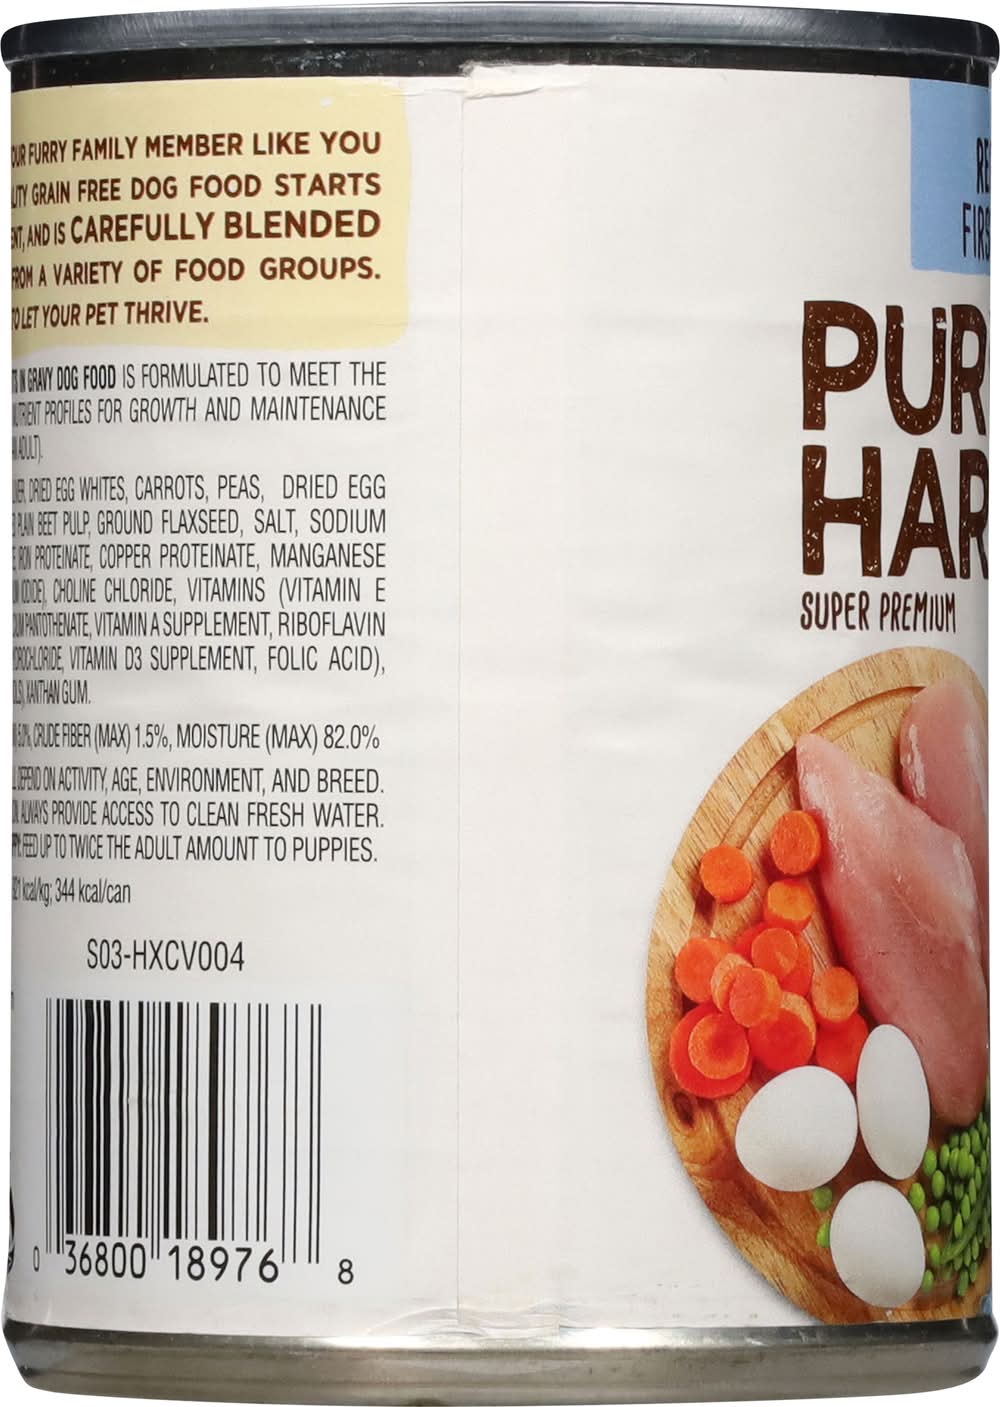 FURRY FAMILY MEMBER LIKE YOU
GRAIN FREE DOG FOOD STARTS
AND IS CAREFULLY BLENDED
FROM A VARIETY OF FOOD GROUPS.
TO LET YOUR PET THRIVE.
IN GRAVY DOG FOOD IS FORMULATED TO MEET THE
PROFILES FOR GROWTH AND MAINTENANCE
ADULT).
DRIED EGG WHITES, CARROTS, PEAS, DRIED EGG
PLAIN BEET PULP, GROUND FLAXSEED, SALT, SODIUM
IRON PROTEINATE, COPPER PROTEINATE, MANGANESE
IODIDE), CHOLINE CHLORIDE, VITAMINS (VITAMIN E
PANTOTHENATE, VITAMIN A SUPPLEMENT, RIBOFLAVIN
VITAMIN D3 SUPPLEMENT, FOLIC ACID),
XANTHAN GUM.
CRUDE FIBER (MAX) 1.5%, MOISTURE (MAX) 82.0%
DEPEND ON ACTIVITY, AGE, ENVIRONMENT, AND BREED.
ALWAYS PROVIDE ACCESS TO CLEAN FRESH WATER.
FEED UP TO TWICE THE ADULT AMOUNT TO PUPPIES.
kcal/kg; 344 kcal/can
S03-HXCV004
0 36800 18976 8
RE
FIRS
PUR
HAR
SUPER PREMIUM